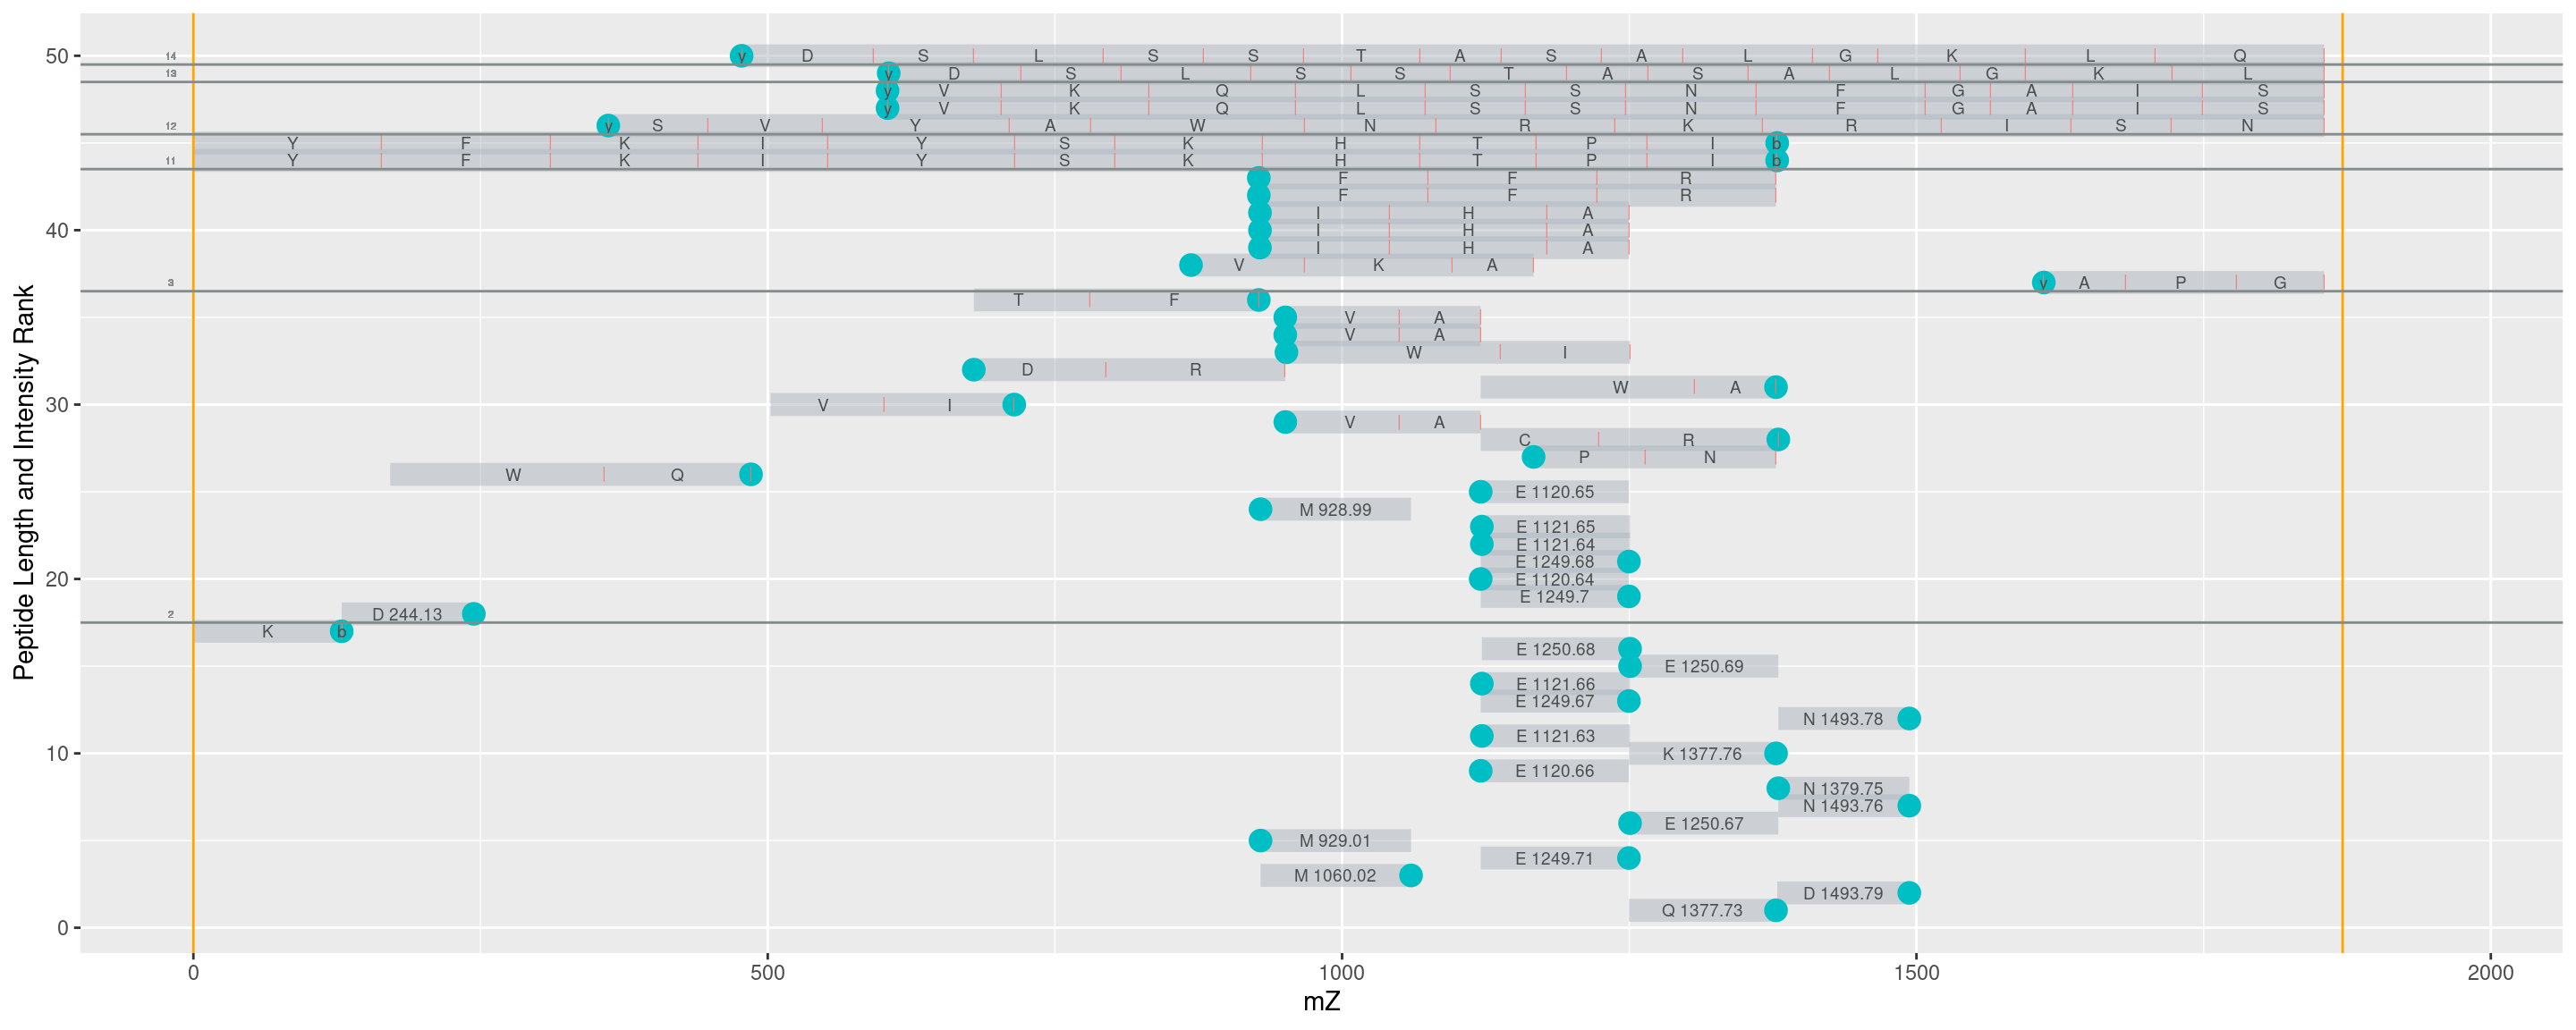 50
14
y D S L S S T A S A L G K L Q
13
y D S L S S T A S A L G K L
y V K Q L S S N F G A I S
y V K Q L S S N F G A I S
12
y S V Y A W N R K R I S N
Y F K I Y S K H T P I b
11
Y F K I Y S K H T P I b
F F R
F F R
I H A
40
I H A
I H A
V K A
3
y A P G
T F
V A
V A
W I
D R
W A
30
V I
V A
C R
P N
W Q
E 1120.65
M 928.99
E 1121.65
E 1121.64
E 1249.68
20
E 1120.64
E 1249.7
2
D 244.13
K b
E 1250.68
E 1250.69
E 1121.66
E 1249.67
N 1493.78
E 1121.63
10
K 1377.76
E 1120.66
N 1379.75
N 1493.76
E 1250.67
M 929.01
E 1249.71
M 1060.02
D 1493.79
Q 1377.73
0
0 500 1000 1500 2000
mZ
Peptide Length and Intensity Rank